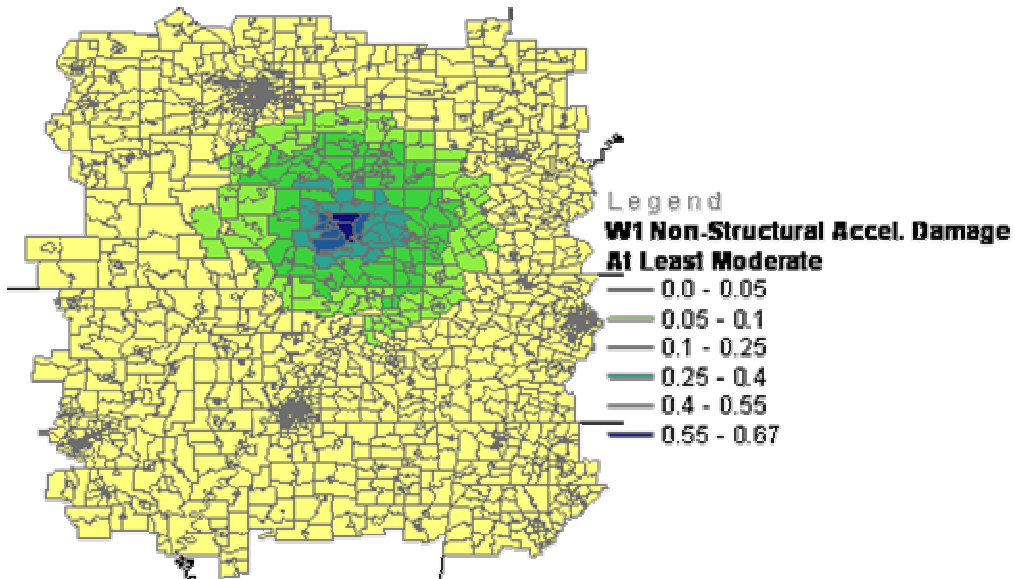 Legend
W1 Non-Structural Accel. Damage
At Least Moderate
0.0 - 0.05
0.05 - 0.1
0.1 - 0.25
0.25 - 0.4
0.4 - 0.55
0.55 - 0.67